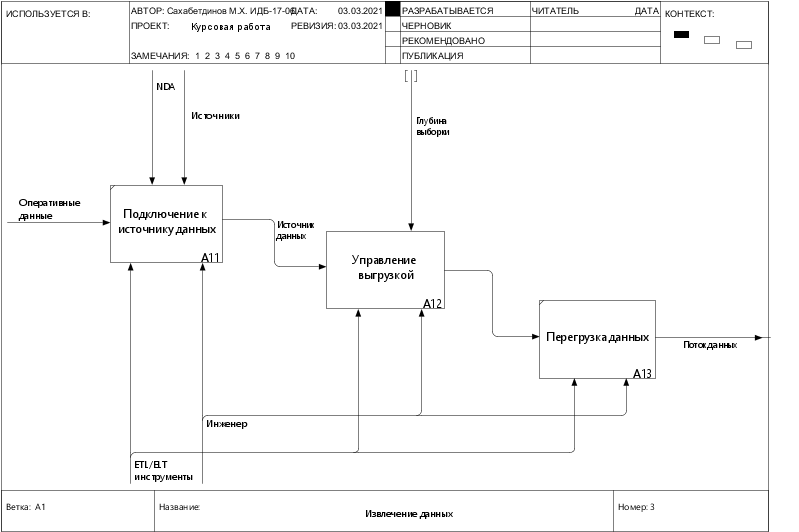 ИСПОЛЬЗУЕТСЯ В:
АВТОР: Сахабетдинов М.Х. ИДБ-17-06
ДАТА: 03.03.2021
РАЗРАБАТЫВАЕТСЯ
ЧИТАТЕЛЬ
ДАТА
КОНТЕКСТ:
ПРОЕКТ: Курсовая работа
РЕВИЗИЯ: 03.03.2021
ЧЕРНОВИК
РЕКОМЕНДОВАНО
ЗАМЕЧАНИЯ: 1 2 3 4 5 6 7 8 9 10
ПУБЛИКАЦИЯ
NDA
Источники
[ ]
Глубина
выборки
Оперативные
данные
Подключение к
источнику данных
A11
Источник
данных
Управление
выгрузкой
A12
Перегрузка данных
A13
Поток данных
Инженер
ETL/ELT
инструменты
Ветка: A1
Название:
Извлечение данных
Номер: 3